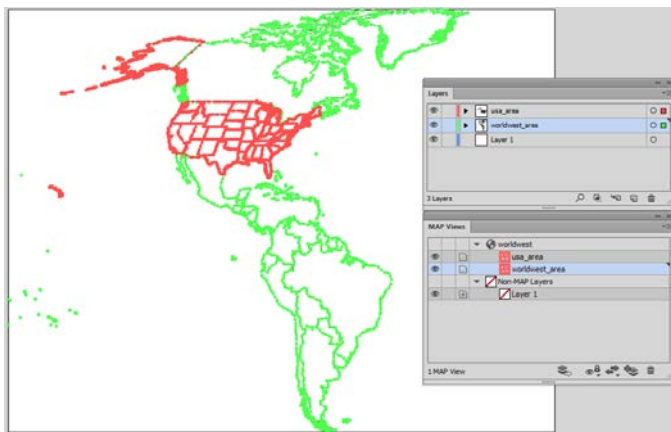 Layers
usa_area
worldwest_area
Layer 1
3 Layers
MAP Views
worldwest
usa_area
worldwest_area
Non-MAP Layers
Layer 1
1 MAP View